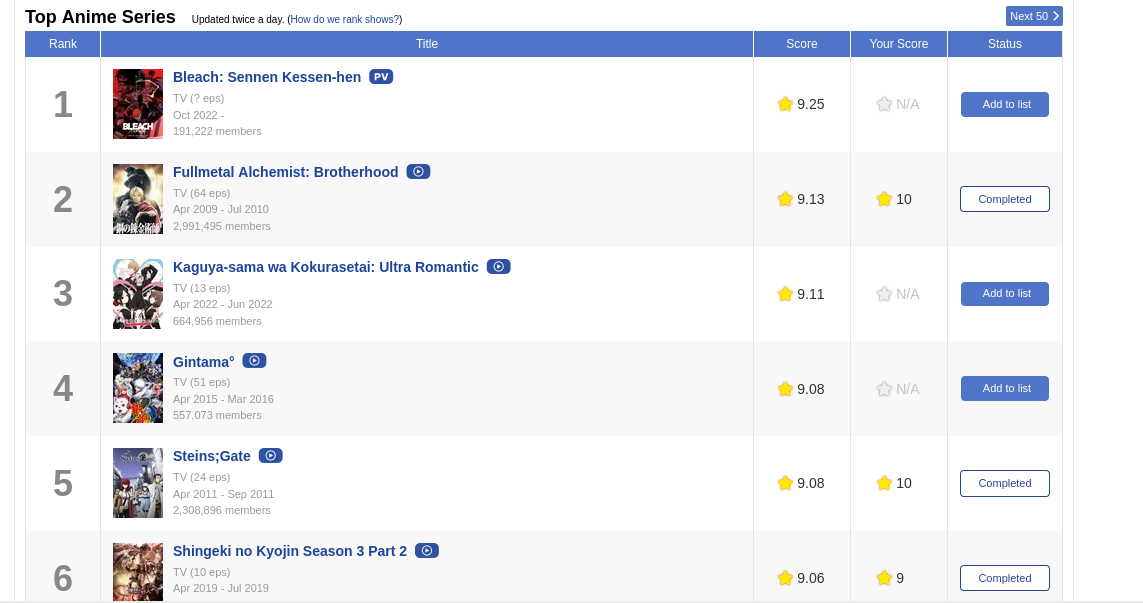 Top Anime Series Updated twice a day. (How do we rank shows?) Next 50
Rank Title Score Your Score Status
1
BLEACH
Bleach: Sennen Kessen-hen PV
TV (? eps)
Oct 2022 -
191,222 members
9.25 N/A Add to list
2
Fullmetal Alchemist: Brotherhood
TV (64 eps)
Apr 2009 - Jul 2010
2,991,495 members
9.13 10 Completed
3
Kaguya-sama wa Kokurasetai: Ultra Romantic
TV (13 eps)
Apr 2022 - Jun 2022
664,956 members
9.11 N/A Add to list
4
Gintama°
TV (51 eps)
Apr 2015 - Mar 2016
557,073 members
9.08 N/A Add to list
5
Steins;Gate
TV (24 eps)
Apr 2011 - Sep 2011
2,308,896 members
9.08 10 Completed
6
Shingeki no Kyojin Season 3 Part 2
TV (10 eps)
Apr 2019 - Jul 2019
9.06 9 Completed